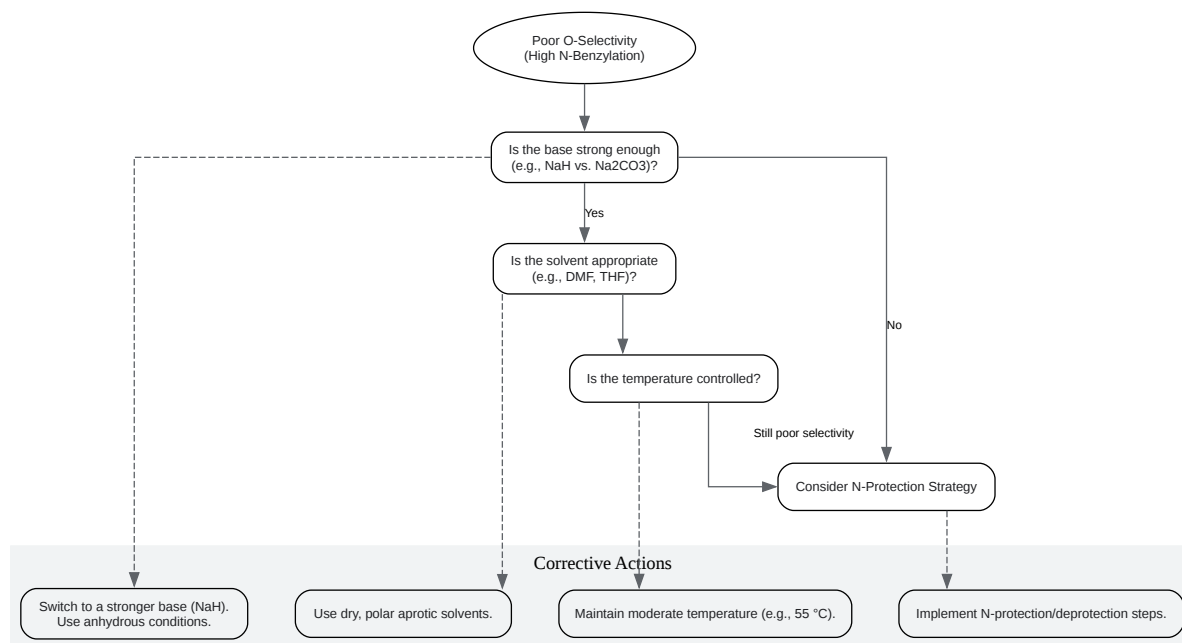 Poor O-Selectivity
(High N-Benzylation)
Is the base strong enough
(e.g., NaH vs. Na2CO3)?
Yes
Is the solvent appropriate
(e.g., DMF, THF)?
No
Is the temperature controlled?
Still poor selectivity
Consider N-Protection Strategy
Corrective Actions
Switch to a stronger base (NaH).
Use anhydrous conditions.
Use dry, polar aprotic solvents.
Maintain moderate temperature (e.g., 55 °C).
Implement N-protection/deprotection steps.